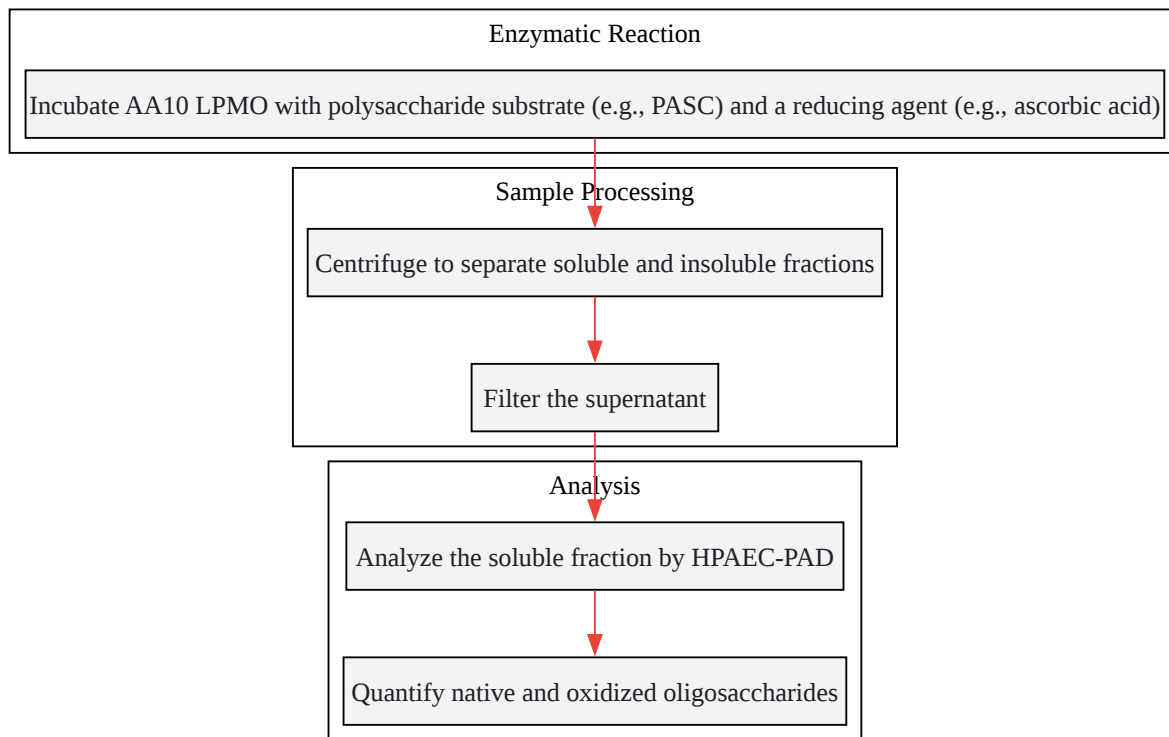 Enzymatic Reaction
Incubate AA10 LPMO with polysaccharide substrate (e.g., PASC) and a reducing agent (e.g., ascorbic acid)
Sample Processing
Centrifuge to separate soluble and insoluble fractions
Filter the supernatant
Analysis
Analyze the soluble fraction by HPAEC-PAD
Quantify native and oxidized oligosaccharides